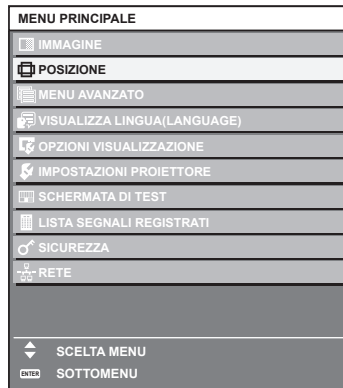 MENU PRINCIPALE
IMMAGINE
POSIZIONE
MENU AVANZATO
VISUALIZZA LINGUA(LANGUAGE)
OPZIONI VISUALIZZAZIONE
IMPOSTAZIONI PROIETTORE
SCHERMATA DI TEST
LISTA SEGNALI REGISTRATI
SICUREZZA
RETE
SCELTA MENU
ENTER SOTTOMENU